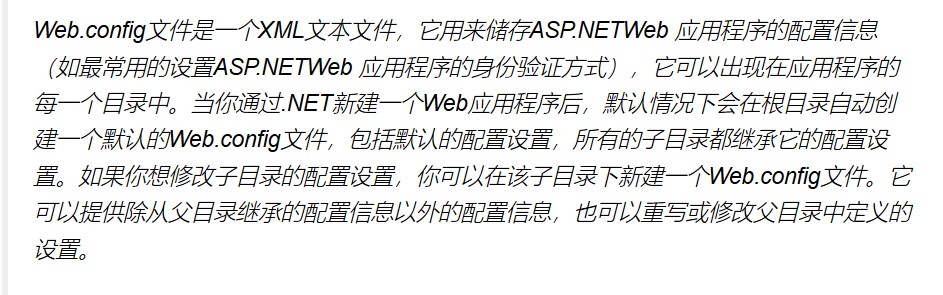 Web.config文件是一个XML文本文件，它用来储存ASP.NETWeb 应用程序的配置信息
（如最常用的设置ASP.NETWeb 应用程序的身份验证方式），它可以出现在应用程序的
每一个目录中。当你通过.NET新建一个Web应用程序后，默认情况下会在根目录自动创
建一个默认的Web.config文件，包括默认的配置设置，所有的子目录都继承它的配置设
置。如果你想修改子目录的配置设置，你可以在该子目录下新建一个Web.config文件。它
可以提供除从父目录继承的配置信息以外的配置信息，也可以重写或修改父目录中定义的
设置。